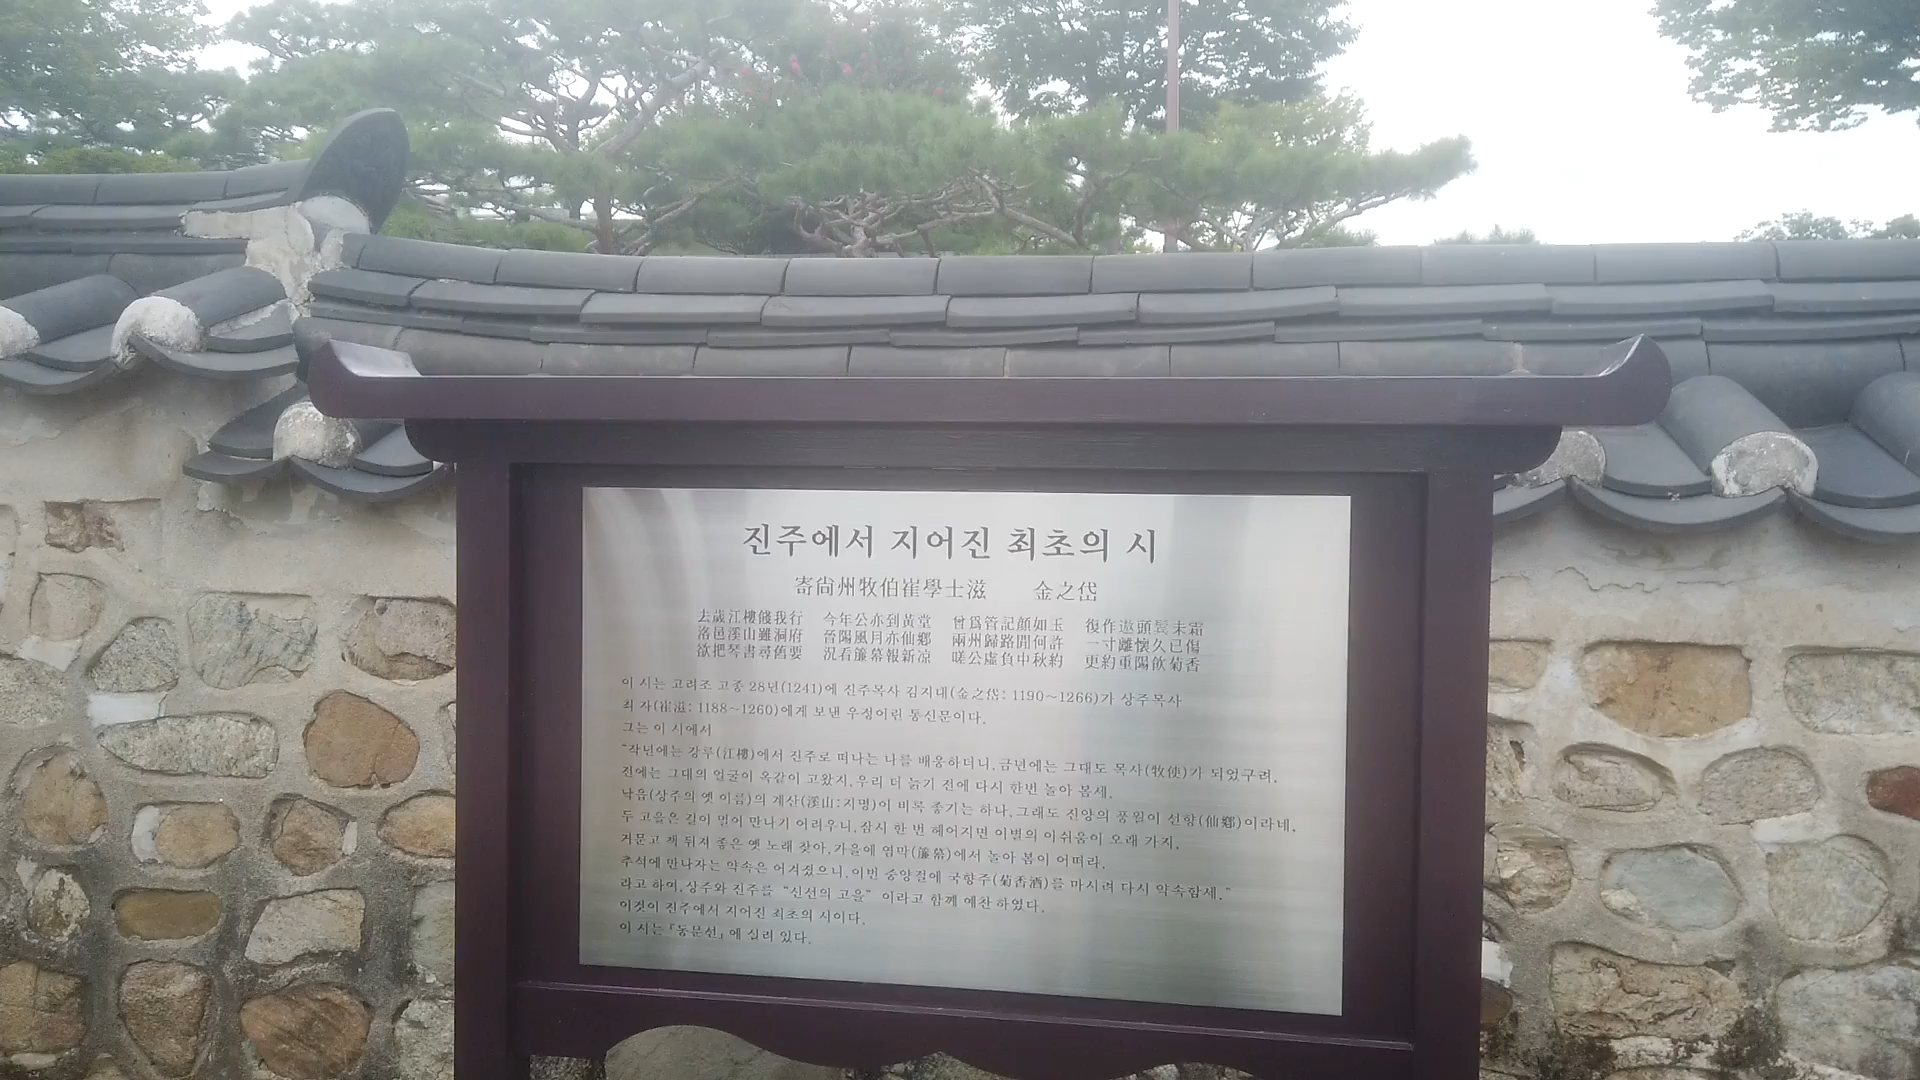 진주에서 지어진 최초의 시
寄尙州牧伯崔學士滋 金之岱
去歲江樓餞我行 今年公亦到黃堂 曾爲管記顔如玉 復作遨頭鬂未霜
洛邑溪山雖洞府 晉陽風月亦仙鄕 兩州歸路閒何許 一寸離懷久已傷
欲把琴書尋舊要 況看簾幕報新凉 嗟公虛負中秋約 更約重陽飮菊香
이 시는 고려조 고종 28년(1241)에 진주목사 김지대(金之岱: 1190~1266)가 상주목사
최 자(崔滋: 1188~1260)에게 보낸 우정어린 통신문이다.
그는 이 시에서
“작년에는 강루(江樓)에서 진주로 떠나는 나를 배웅하더니, 금년에는 그대도 목사(牧使)가 되었구려.
전에는 그대의 얼굴이 옥같이 고왔지, 우리 더 늙기 전에 다시 한번 놀아 봄세.
낙읍(상주의 옛 이름)의 계산(溪山:지명)이 비록 좋기는 하나, 그래도 진양의 풍월이 선향(仙鄕)이라네.
두 고을은 길이 멀어 만나기 어려우니, 잠시 한 번 헤어지면 이별의 아쉬움이 오래 가지.
거문고 책 뒤져 좋은 옛 노래 찾아, 가을에 염막(簾幕)에서 놀아 봄이 어떠리.
추석에 만나자는 약속은 어겨졌으니, 이번 중양절에 국향주(菊香酒)를 마시려 다시 약속함세.”
라고 하여, 상주와 진주를 “신선의 고을” 이라고 함께 예찬 하였다.
이것이 진주에서 지어진 최초의 시이다.
이 시는 『동문선』에 실려 있다.